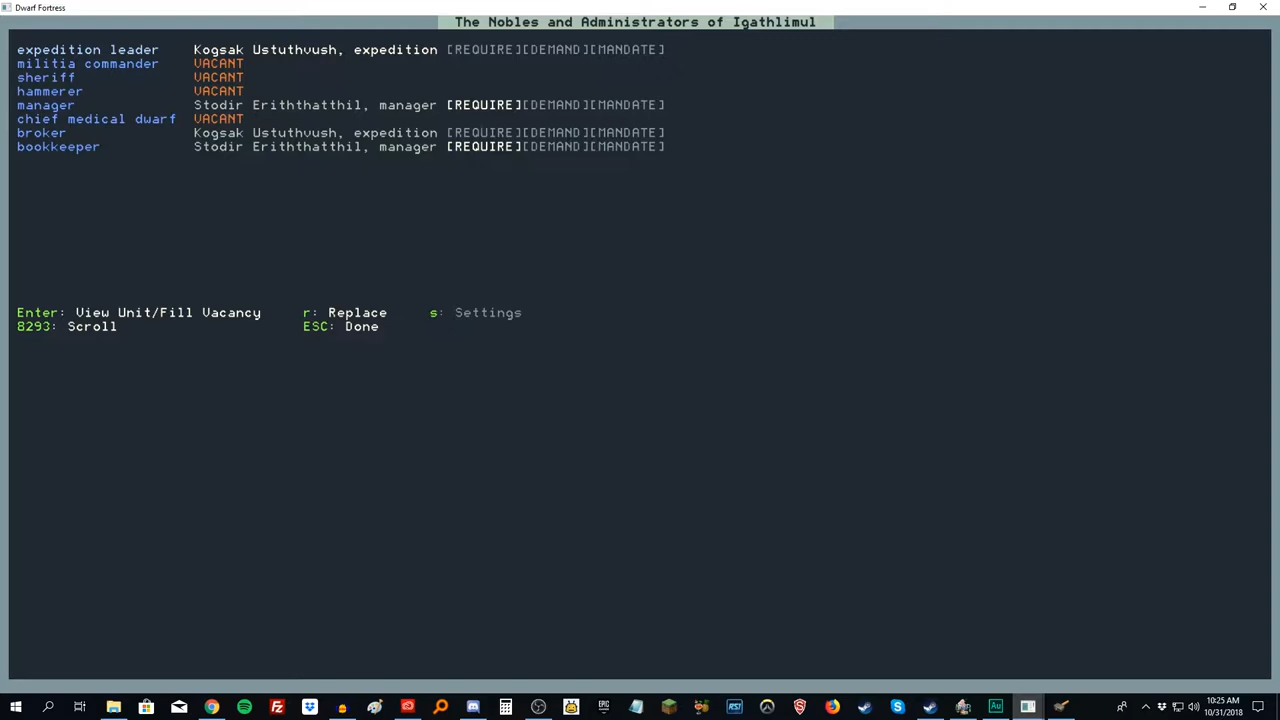 Dwarf Fortress
The Nobles and Administrators of Igathlimul
expedition leader Kogsak Ustuthvush, expedition [REQUIRE][DEMAND][MANDATE]
militia commander VACANT
sheriff VACANT
hammerer VACANT
manager Stodir Eriththatthil, manager [REQUIRE][DEMAND][MANDATE]
chief medical dwarf VACANT
broker Kogsak Ustuthvush, expedition [REQUIRE][DEMAND][MANDATE]
bookkeeper Stodir Eriththatthil, manager [REQUIRE][DEMAND][MANDATE]
Enter: View Unit/Fill Vacancy r: Replace s: Settings
8293: Scroll ESC: Done
EPIC
RSI
Au
10:25 AM
10/31/2018